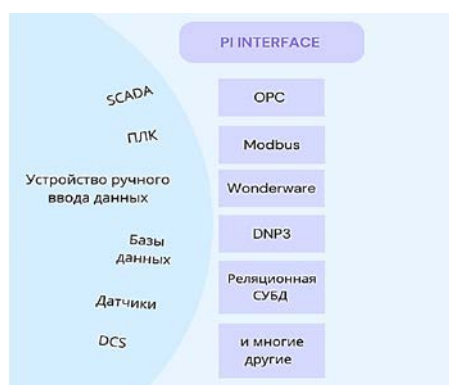 PI INTERFACE
SCADA
ПЛК
Устройство ручного
ввода данных
Базы
данных
Датчики
DCS
OPC
Modbus
Wonderware
DNP3
Реляционная
СУБД
и многие
другие